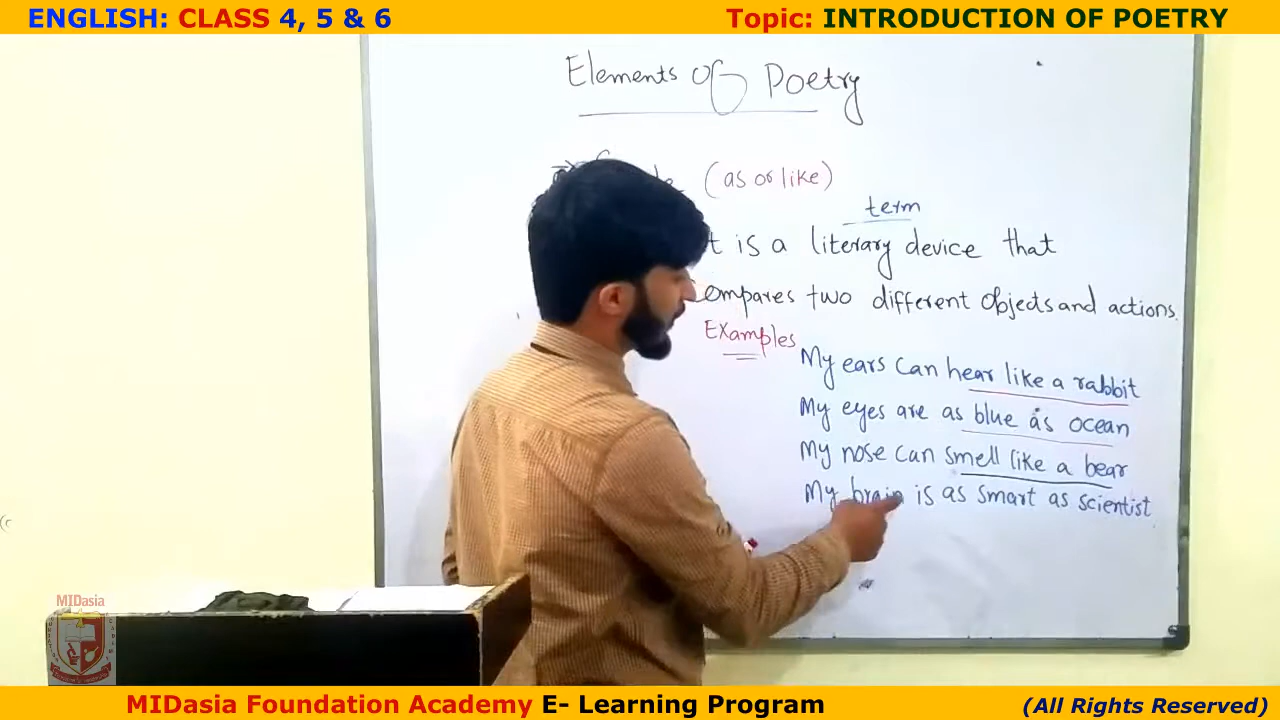 ENGLISH: CLASS 4, 5 & 6
Topic: INTRODUCTION OF POETRY
Elements of Poetry
(as or like)
term
t is a literary device that
ompares two different objects and actions.
Examples
My ears can hear like a rabbit
My eyes are as blue as ocean
My nose can smell like a bear
My brain is as smart as scientist
MIDasia
MIDasia Foundation Academy E- Learning Program
(All Rights Reserved)